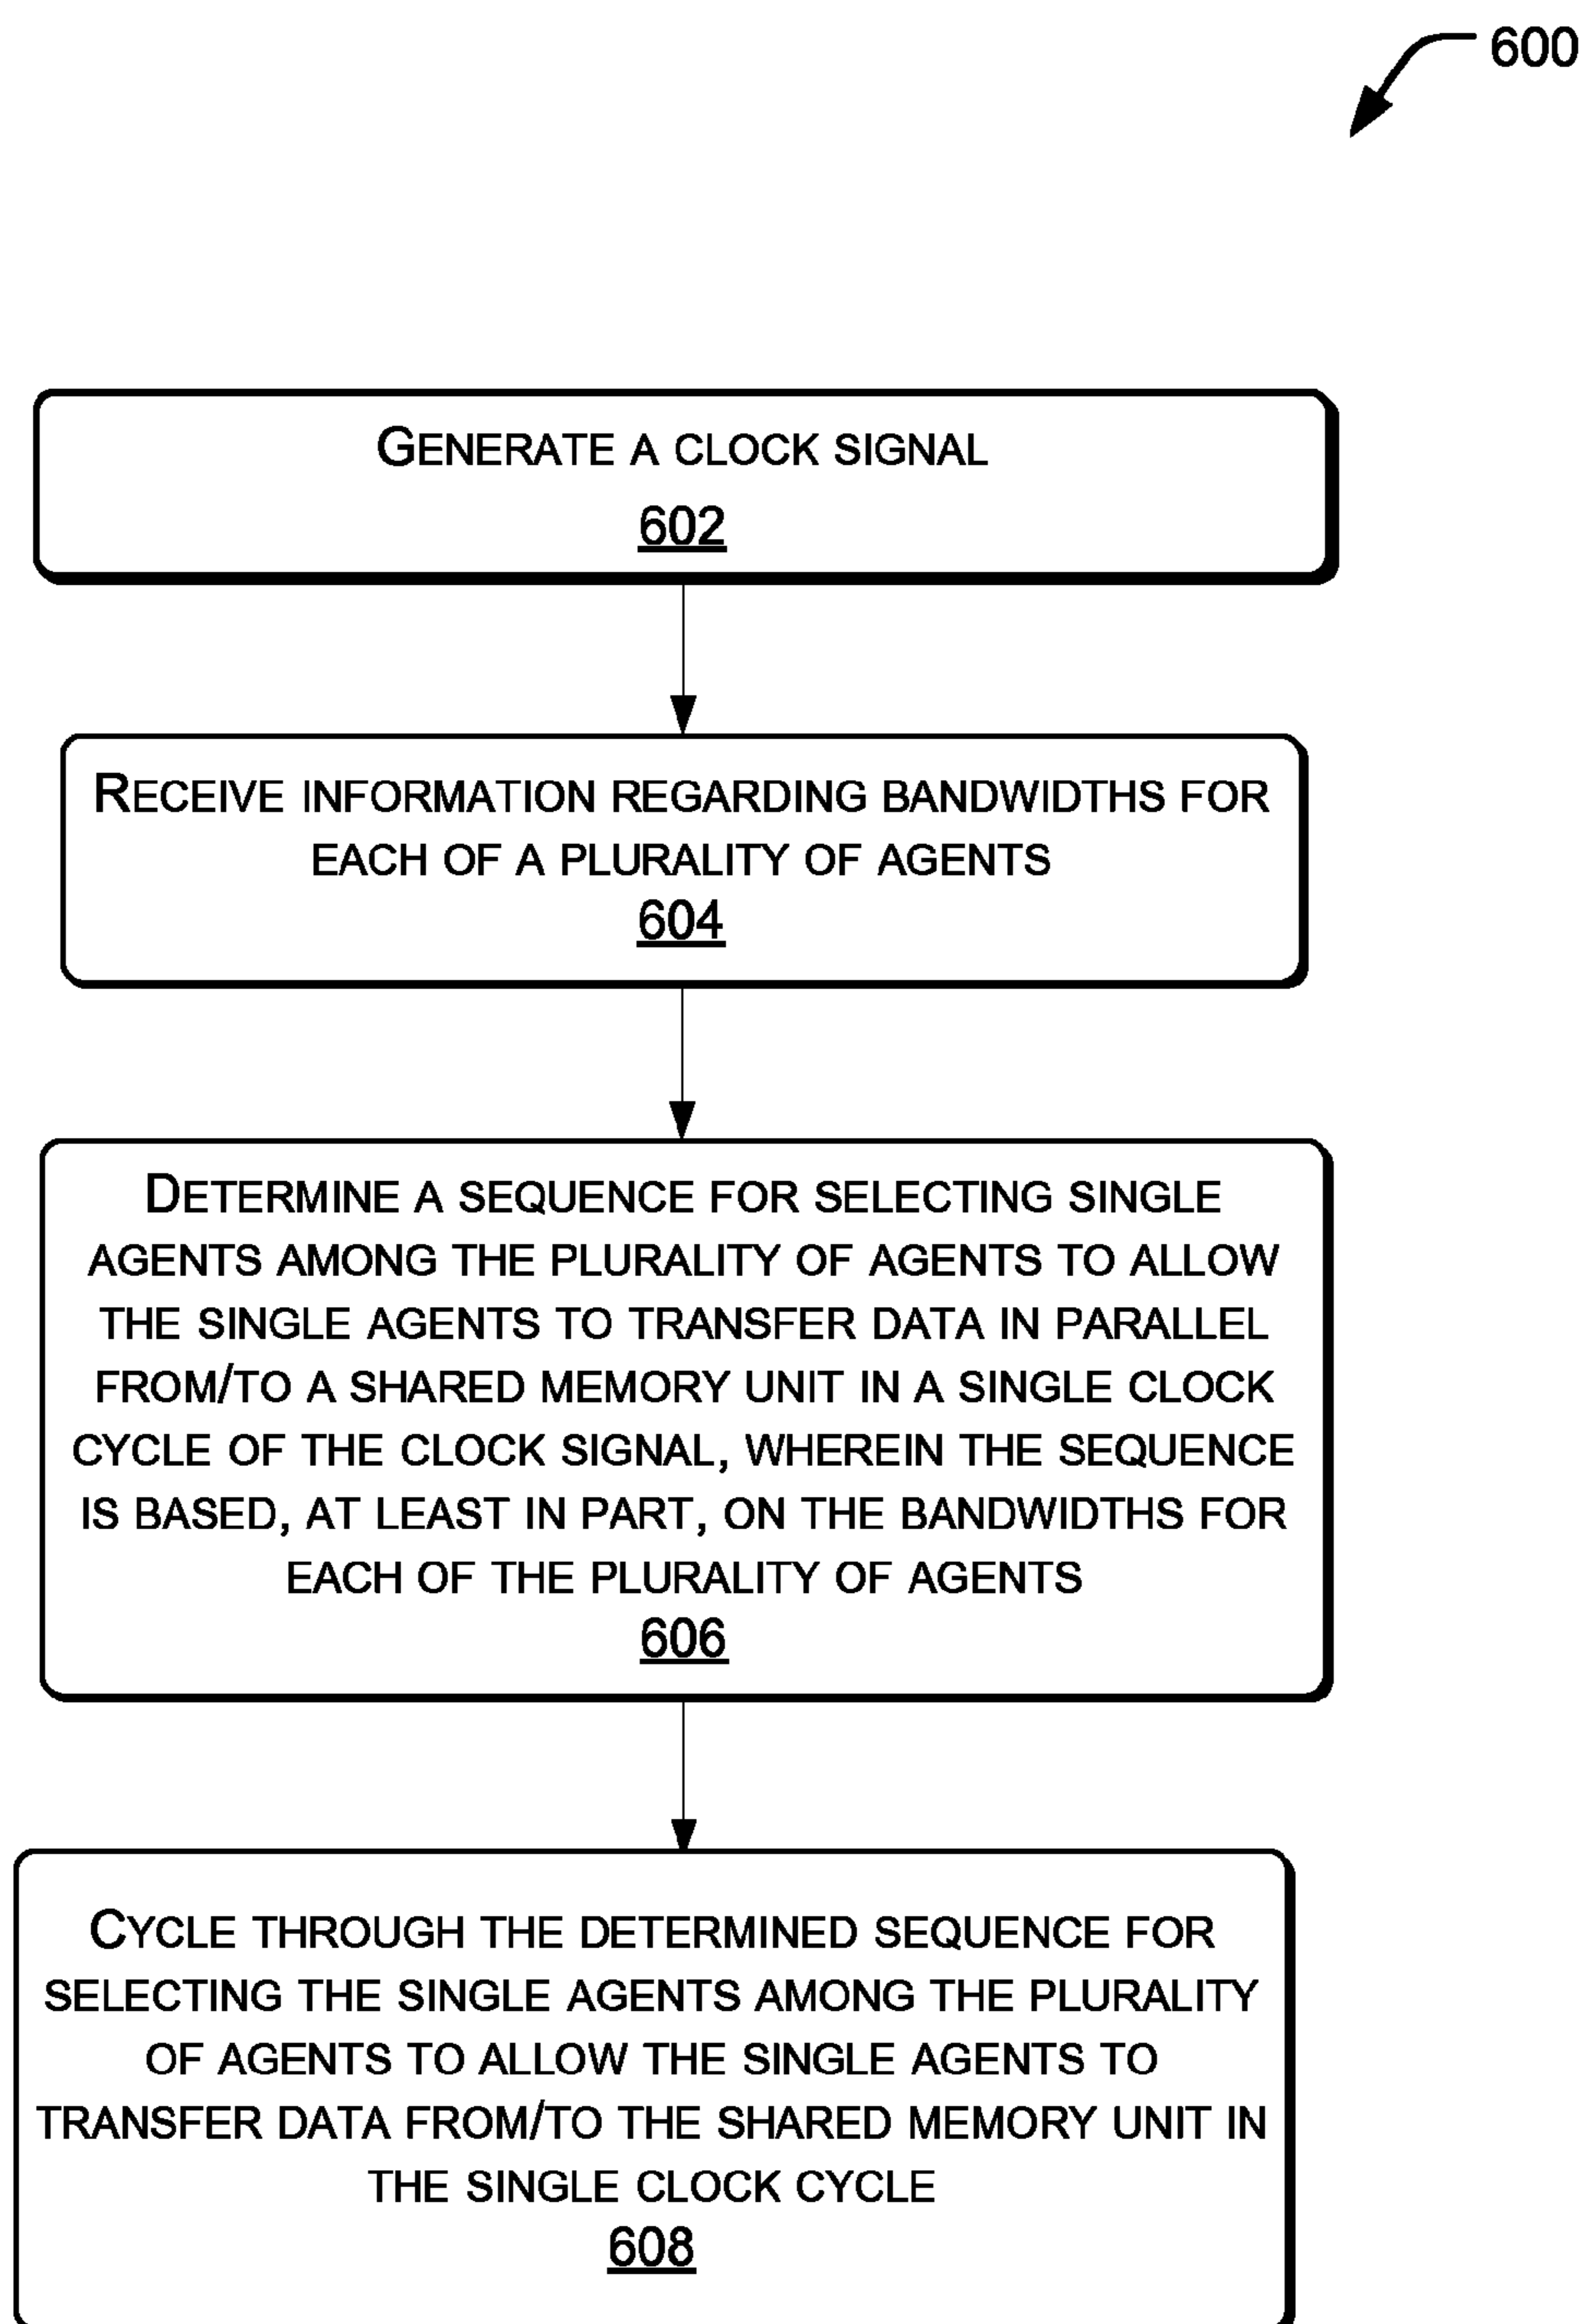 600
GENERATE A CLOCK SIGNAL
602
RECEIVE INFORMATION REGARDING BANDWIDTHS FOR
EACH OF A PLURALITY OF AGENTS
604
DETERMINE A SEQUENCE FOR SELECTING SINGLE
AGENTS AMONG THE PLURALITY OF AGENTS TO ALLOW
THE SINGLE AGENTS TO TRANSFER DATA IN PARALLEL
FROM/TO A SHARED MEMORY UNIT IN A SINGLE CLOCK
CYCLE OF THE CLOCK SIGNAL, WHEREIN THE SEQUENCE
IS BASED, AT LEAST IN PART, ON THE BANDWIDTHS FOR
EACH OF THE PLURALITY OF AGENTS
606
CYCLE THROUGH THE DETERMINED SEQUENCE FOR
SELECTING THE SINGLE AGENTS AMONG THE PLURALITY
OF AGENTS TO ALLOW THE SINGLE AGENTS TO
TRANSFER DATA FROM/TO THE SHARED MEMORY UNIT IN
THE SINGLE CLOCK CYCLE
608